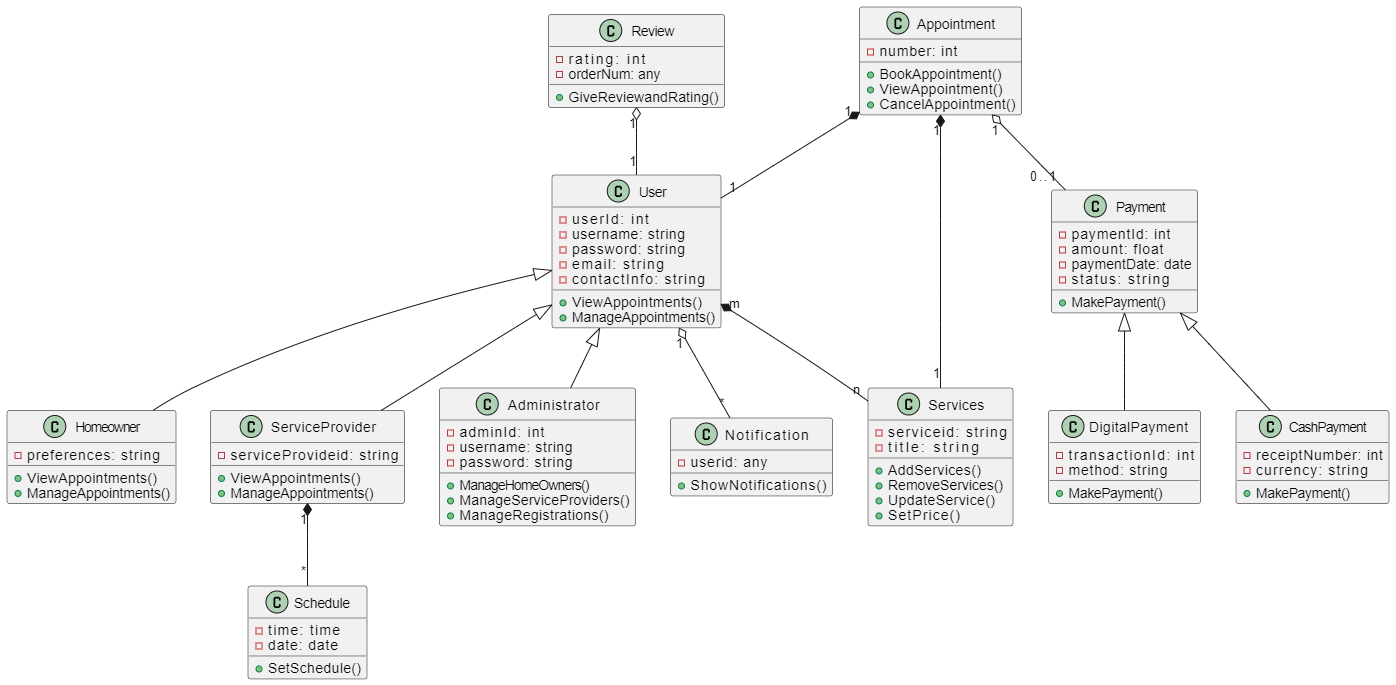 C Review
rating: int
orderNum: any
GiveReviewandRating()
C Appointment
number: int
BookAppointment()
ViewAppointment()
CancelAppointment()
1
1
1
1
1
1
0..1
C User
userId: int
username: string
password: string
email: string
contactInfo: string
ViewAppointments()
ManageAppointments()
C Payment
paymentId: int
amount: float
paymentDate: date
status: string
MakePayment()
m
1
1
n
*
C Homeowner
preferences: string
ViewAppointments()
ManageAppointments()
C ServiceProvider
serviceProvideid: string
ViewAppointments()
ManageAppointments()
C Administrator
adminId: int
username: string
password: string
ManageHomeOwners()
ManageServiceProviders()
ManageRegistrations()
C Notification
userid: any
ShowNotifications()
C Services
serviceid: string
title: string
AddServices()
RemoveServices()
UpdateService()
SetPrice()
C DigitalPayment
transactionId: int
method: string
MakePayment()
C CashPayment
receiptNumber: int
currency: string
MakePayment()
1
*
C Schedule
time: time
date: date
SetSchedule()